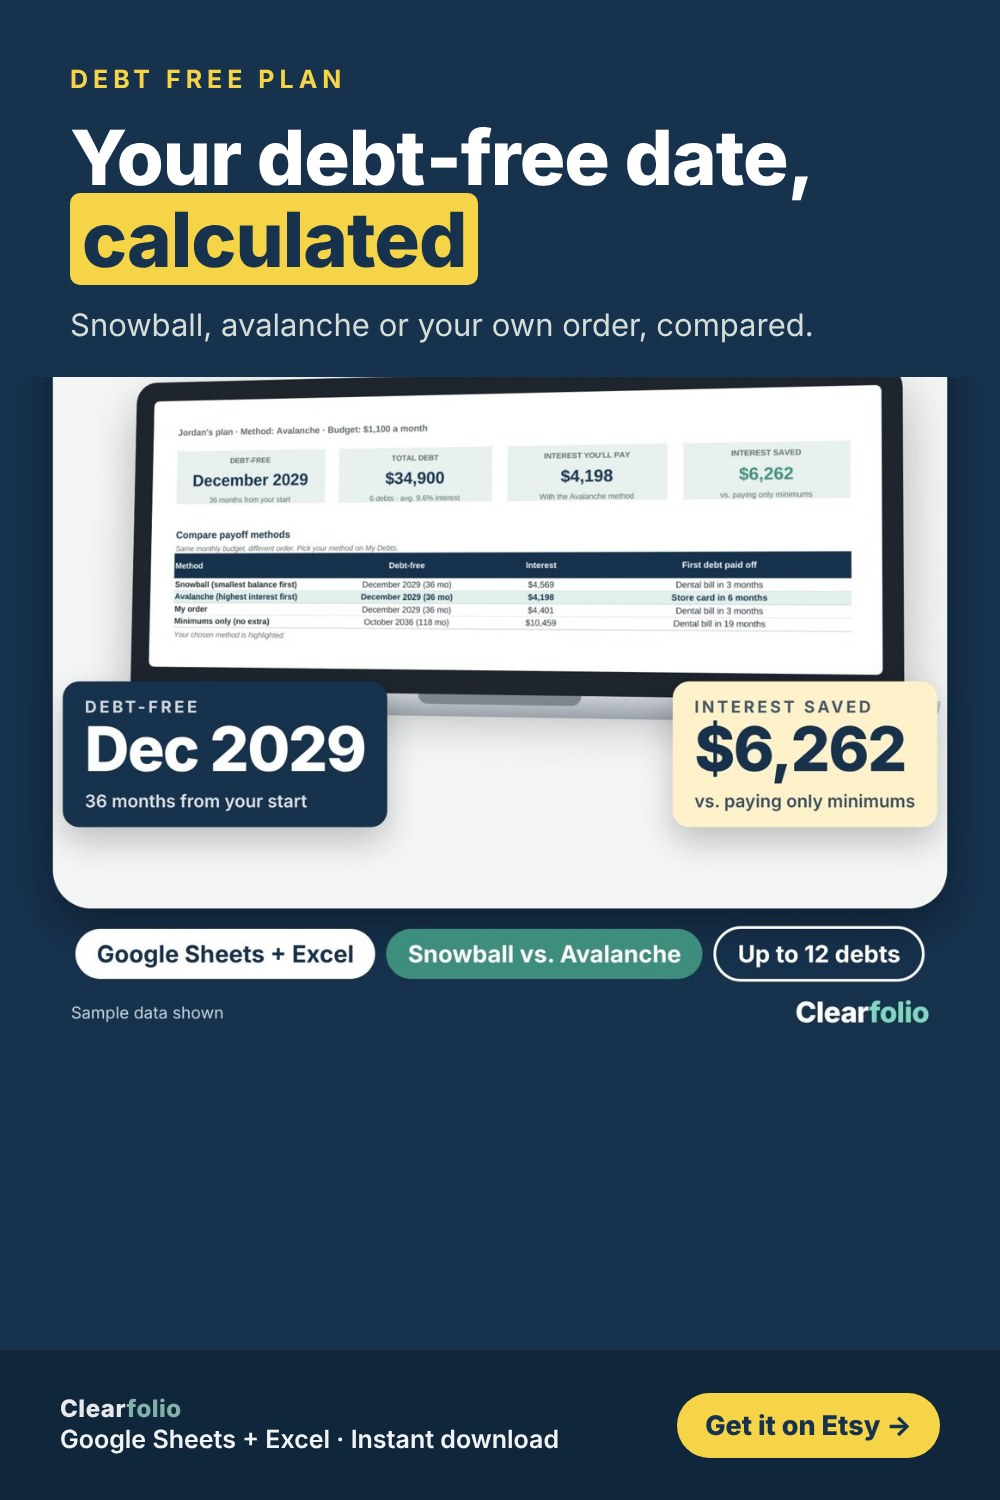 DEBT FREE PLAN
Your debt-free date,
calculated
Snowball, avalanche or your own order, compared.
Jordan's plan · Method: Avalanche · Budget: $1,100 a month
DEBT-FREE
December 2029
36 months from your start
TOTAL DEBT
$34,900
6 debts · avg. 9.6% interest
INTEREST YOU'LL PAY
$4,198
With the Avalanche method
INTEREST SAVED
$6,262
vs. paying only minimums
Compare payoff methods
Same monthly budget, different order. Pick your method on My Debts.
Method Debt-free Interest First debt paid off
Snowball (smallest balance first) December 2029 (36 mo) $4,569 Dental bill in 3 months
Avalanche (highest interest first) December 2029 (36 mo) $4,198 Store card in 6 months
My order December 2029 (36 mo) $4,401 Dental bill in 3 months
Minimums only (no extra) October 2036 (118 mo) $10,459 Dental bill in 19 months
Your chosen method is highlighted.
DEBT-FREE
Dec 2029
36 months from your start
INTEREST SAVED
$6,262
vs. paying only minimums
Google Sheets + Excel
Snowball vs. Avalanche
Up to 12 debts
Sample data shown
Clearfolio
Clearfolio
Google Sheets + Excel · Instant download
Get it on Etsy →